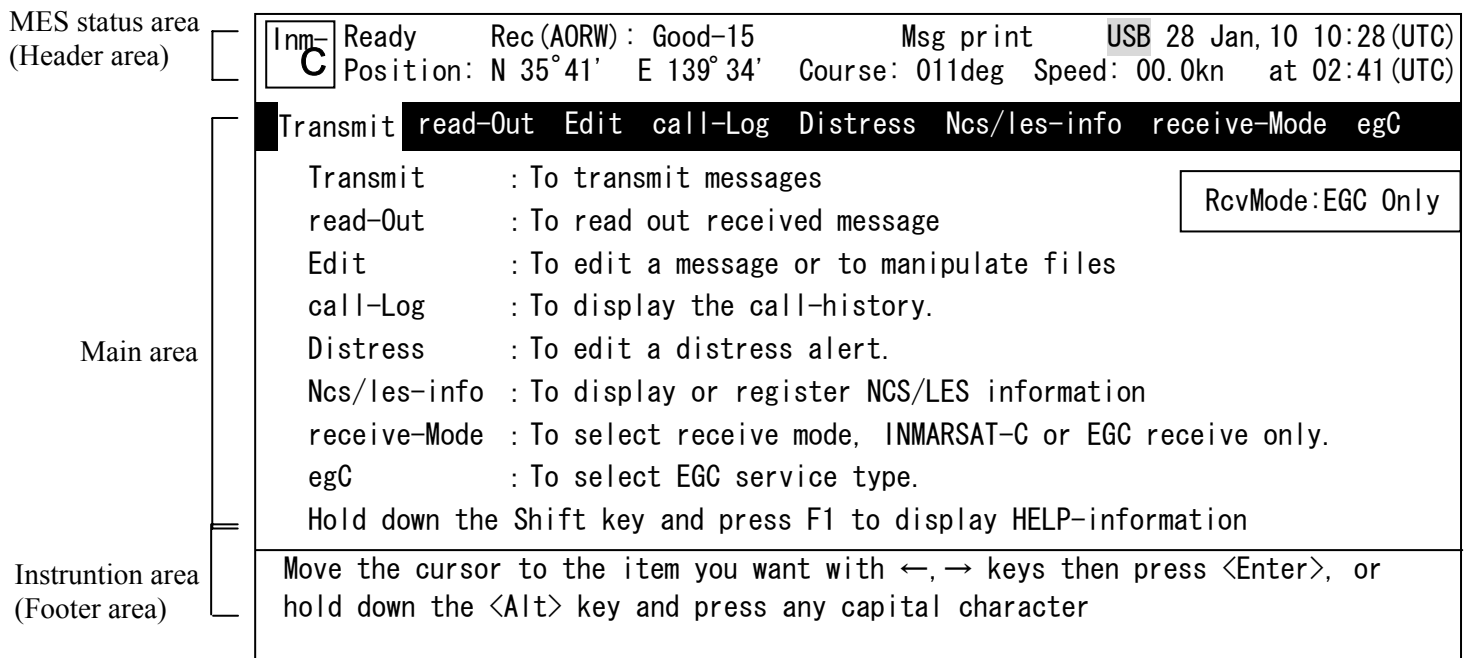 MES status area
(Header area)
Inm-C Ready Rec(AORW): Good-15 Msg print USB 28 Jan,10 10:28(UTC)
Position: N 35°41' E 139°34' Course: 011deg Speed: 00.0kn at 02:41(UTC)
Transmit read-Out Edit call-Log Distress Ncs/les-info receive-Mode egC
Transmit : To transmit messages
RcvMode:EGC Only
read-Out : To read out received message
Edit : To edit a message or to manipulate files
call-Log : To display the call-history.
Main area
Distress : To edit a distress alert.
Ncs/les-info : To display or register NCS/LES information
receive-Mode : To select receive mode, INMARSAT-C or EGC receive only.
egC : To select EGC service type.
Hold down the Shift key and press F1 to display HELP-information
Instruntion area
(Footer area)
Move the cursor to the item you want with ←,→ keys then press <Enter>, or
hold down the <Alt> key and press any capital character